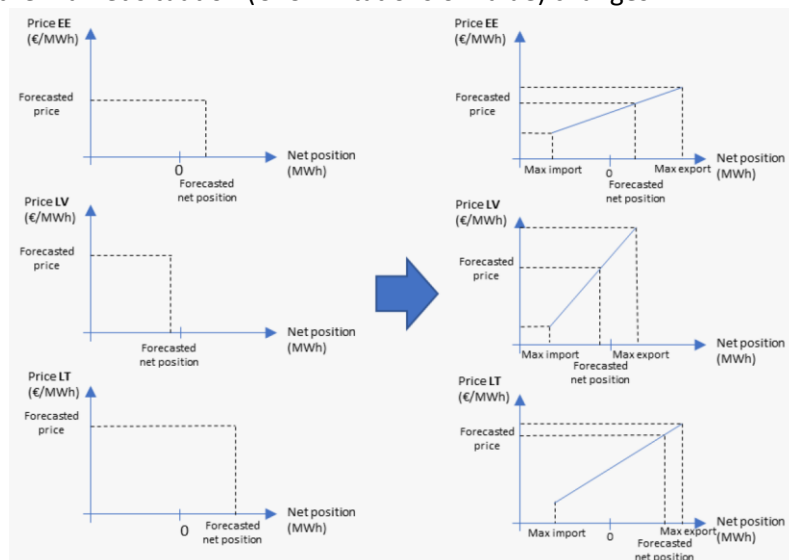 Price EE
(€/MWh)
Forecasted
price
0
Forecasted
net position
Net position
(MWh)
Price LV
(€/MWh)
Forecasted
price
Forecasted
net position
Net position
(MWh)
Price LT
(€/MWh)
Forecasted
price
0
Forecasted
net position
Net position
(MWh)
Price EE
(€/MWh)
Forecasted
price
Max import
0
Max export
Forecasted
net position
Net position
(MWh)
Price LV
(€/MWh)
Forecasted
price
Max import
Max export
Forecasted
net position
Net position
(MWh)
Price LT
(€/MWh)
Forecasted
price
Max import
0
Max export
Forecasted
net position
Net position
(MWh)